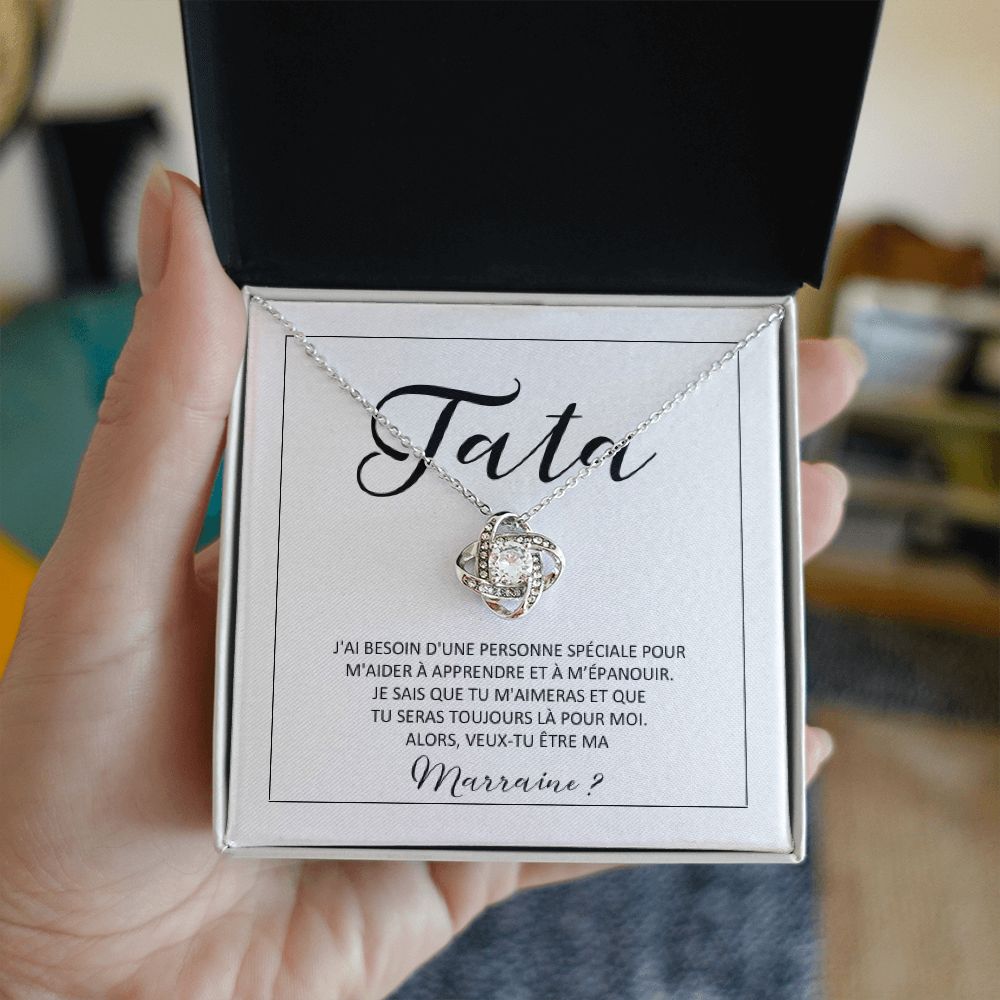 Tata
J'AI BESOIN D'UNE PERSONNE SPÉCIALE POUR
M'AIDER À APPRENDRE ET À M’ÉPANOUIR.
JE SAIS QUE TU M'AIMERAS ET QUE
TU SERAS TOUJOURS LÀ POUR MOI.
ALORS, VEUX-TU ÊTRE MA
Marraine ?